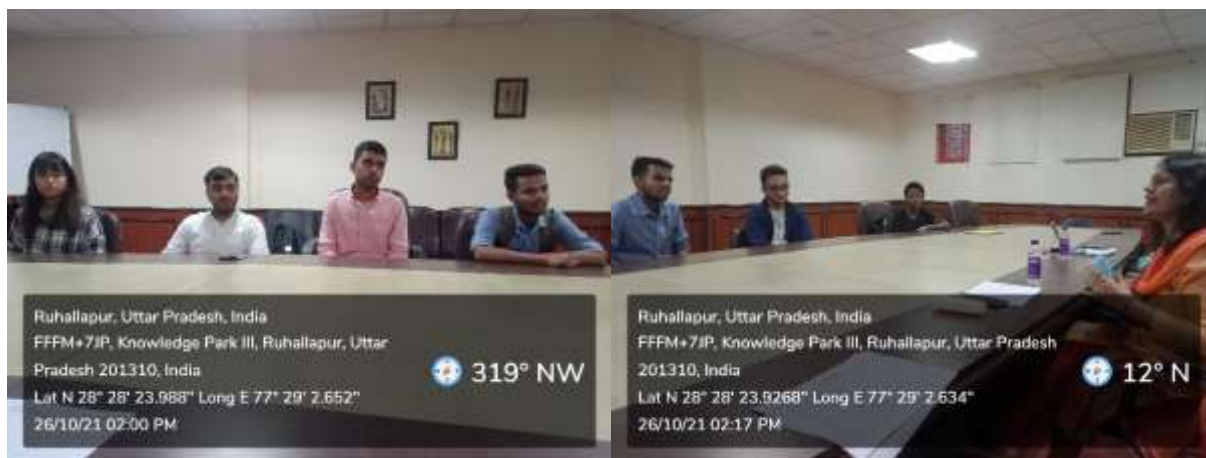 Ruhallapur, Uttar Pradesh, India
FFFM+7JP, Knowledge Park III, Ruhallapur, Uttar
Pradesh 201310, India
Lat N 28° 28' 23.988" Long E 77° 29' 2.652"
26/10/21 02:00 PM
319° NW
Ruhallapur, Uttar Pradesh, India
FFFM+7JP, Knowledge Park III, Ruhallapur, Uttar Pradesh
201310, India
Lat N 28° 28' 23.9268" Long E 77° 29' 2.634"
26/10/21 02:17 PM
12° N